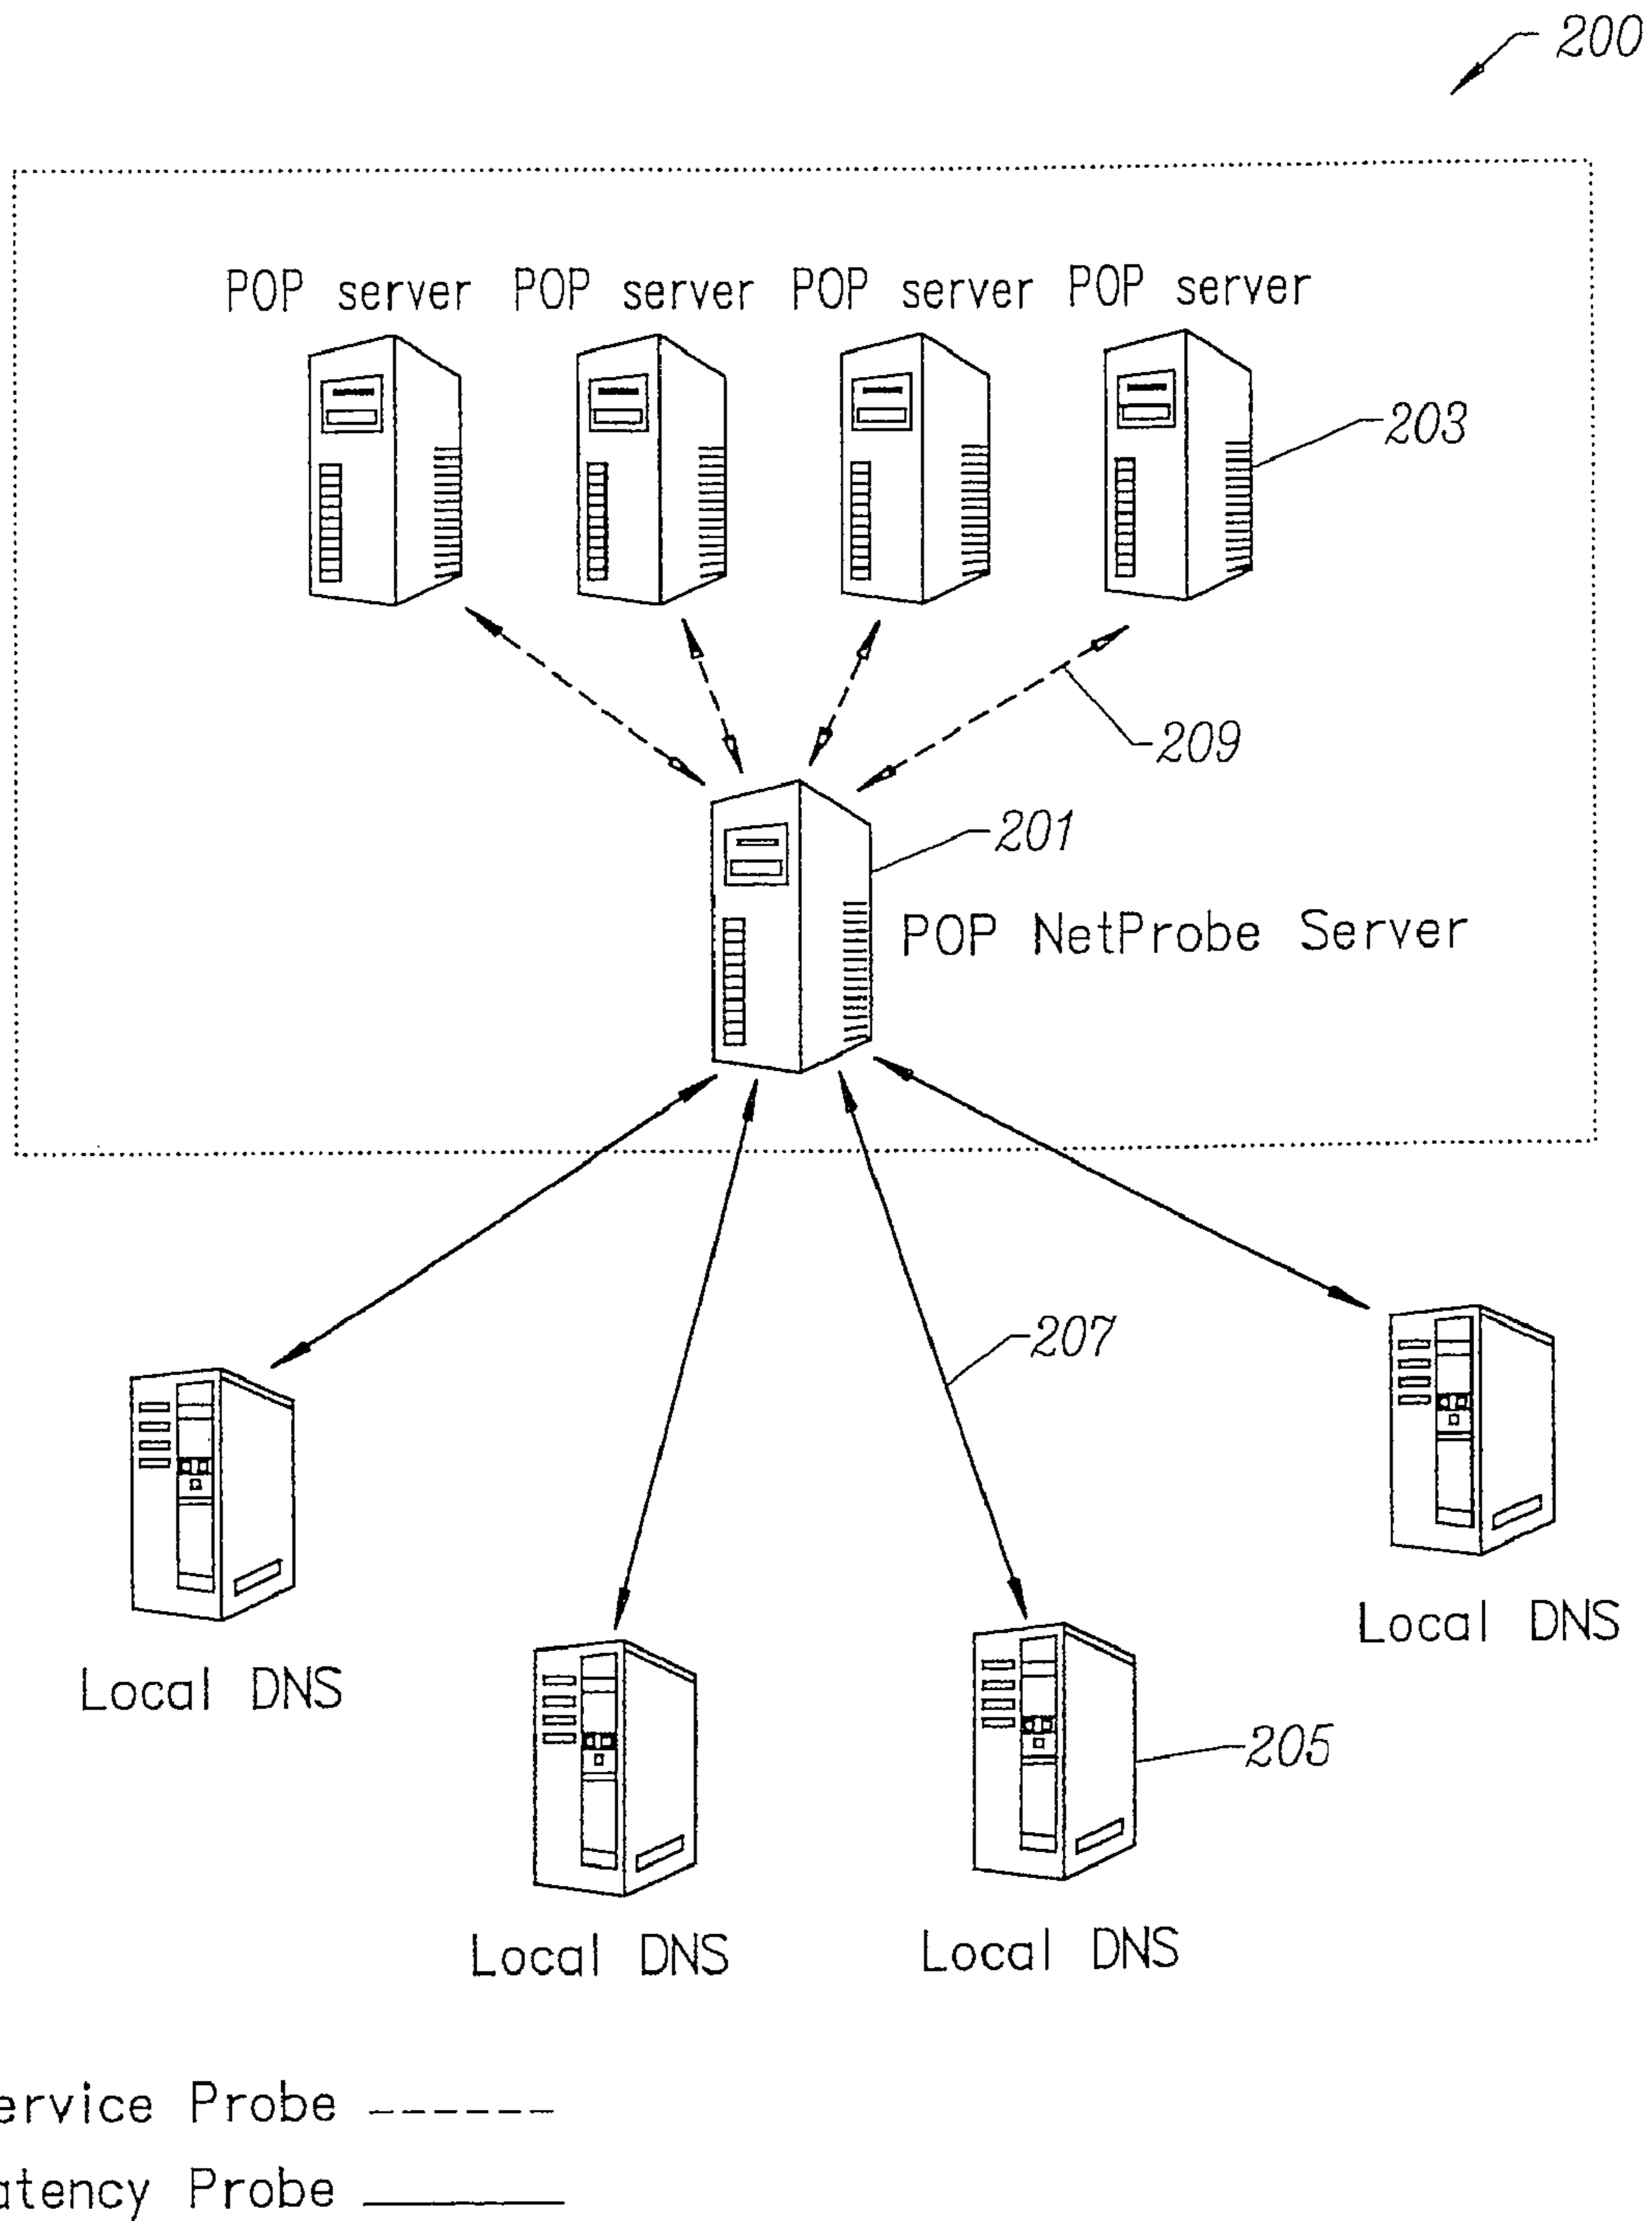 200
POP server POP server POP server POP server
203
209
201
POP NetProbe Server
207
Local DNS
Local DNS
205
Local DNS
Local DNS
ervice Probe
atency Probe